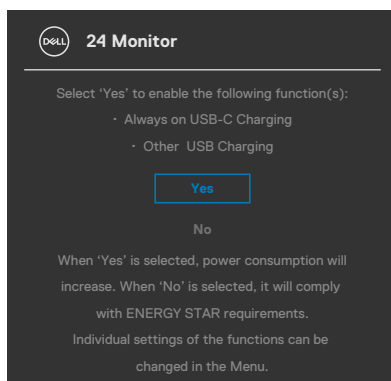 DELL
24 Monitor
Select ‘Yes’ to enable the following function(s):
· Always on USB-C Charging
· Other USB Charging
Yes
No
When ‘Yes’ is selected, power consumption will
increase. When ‘No’ is selected, it will comply
with ENERGY STAR requirements.
Individual settings of the functions can be
changed in the Menu.